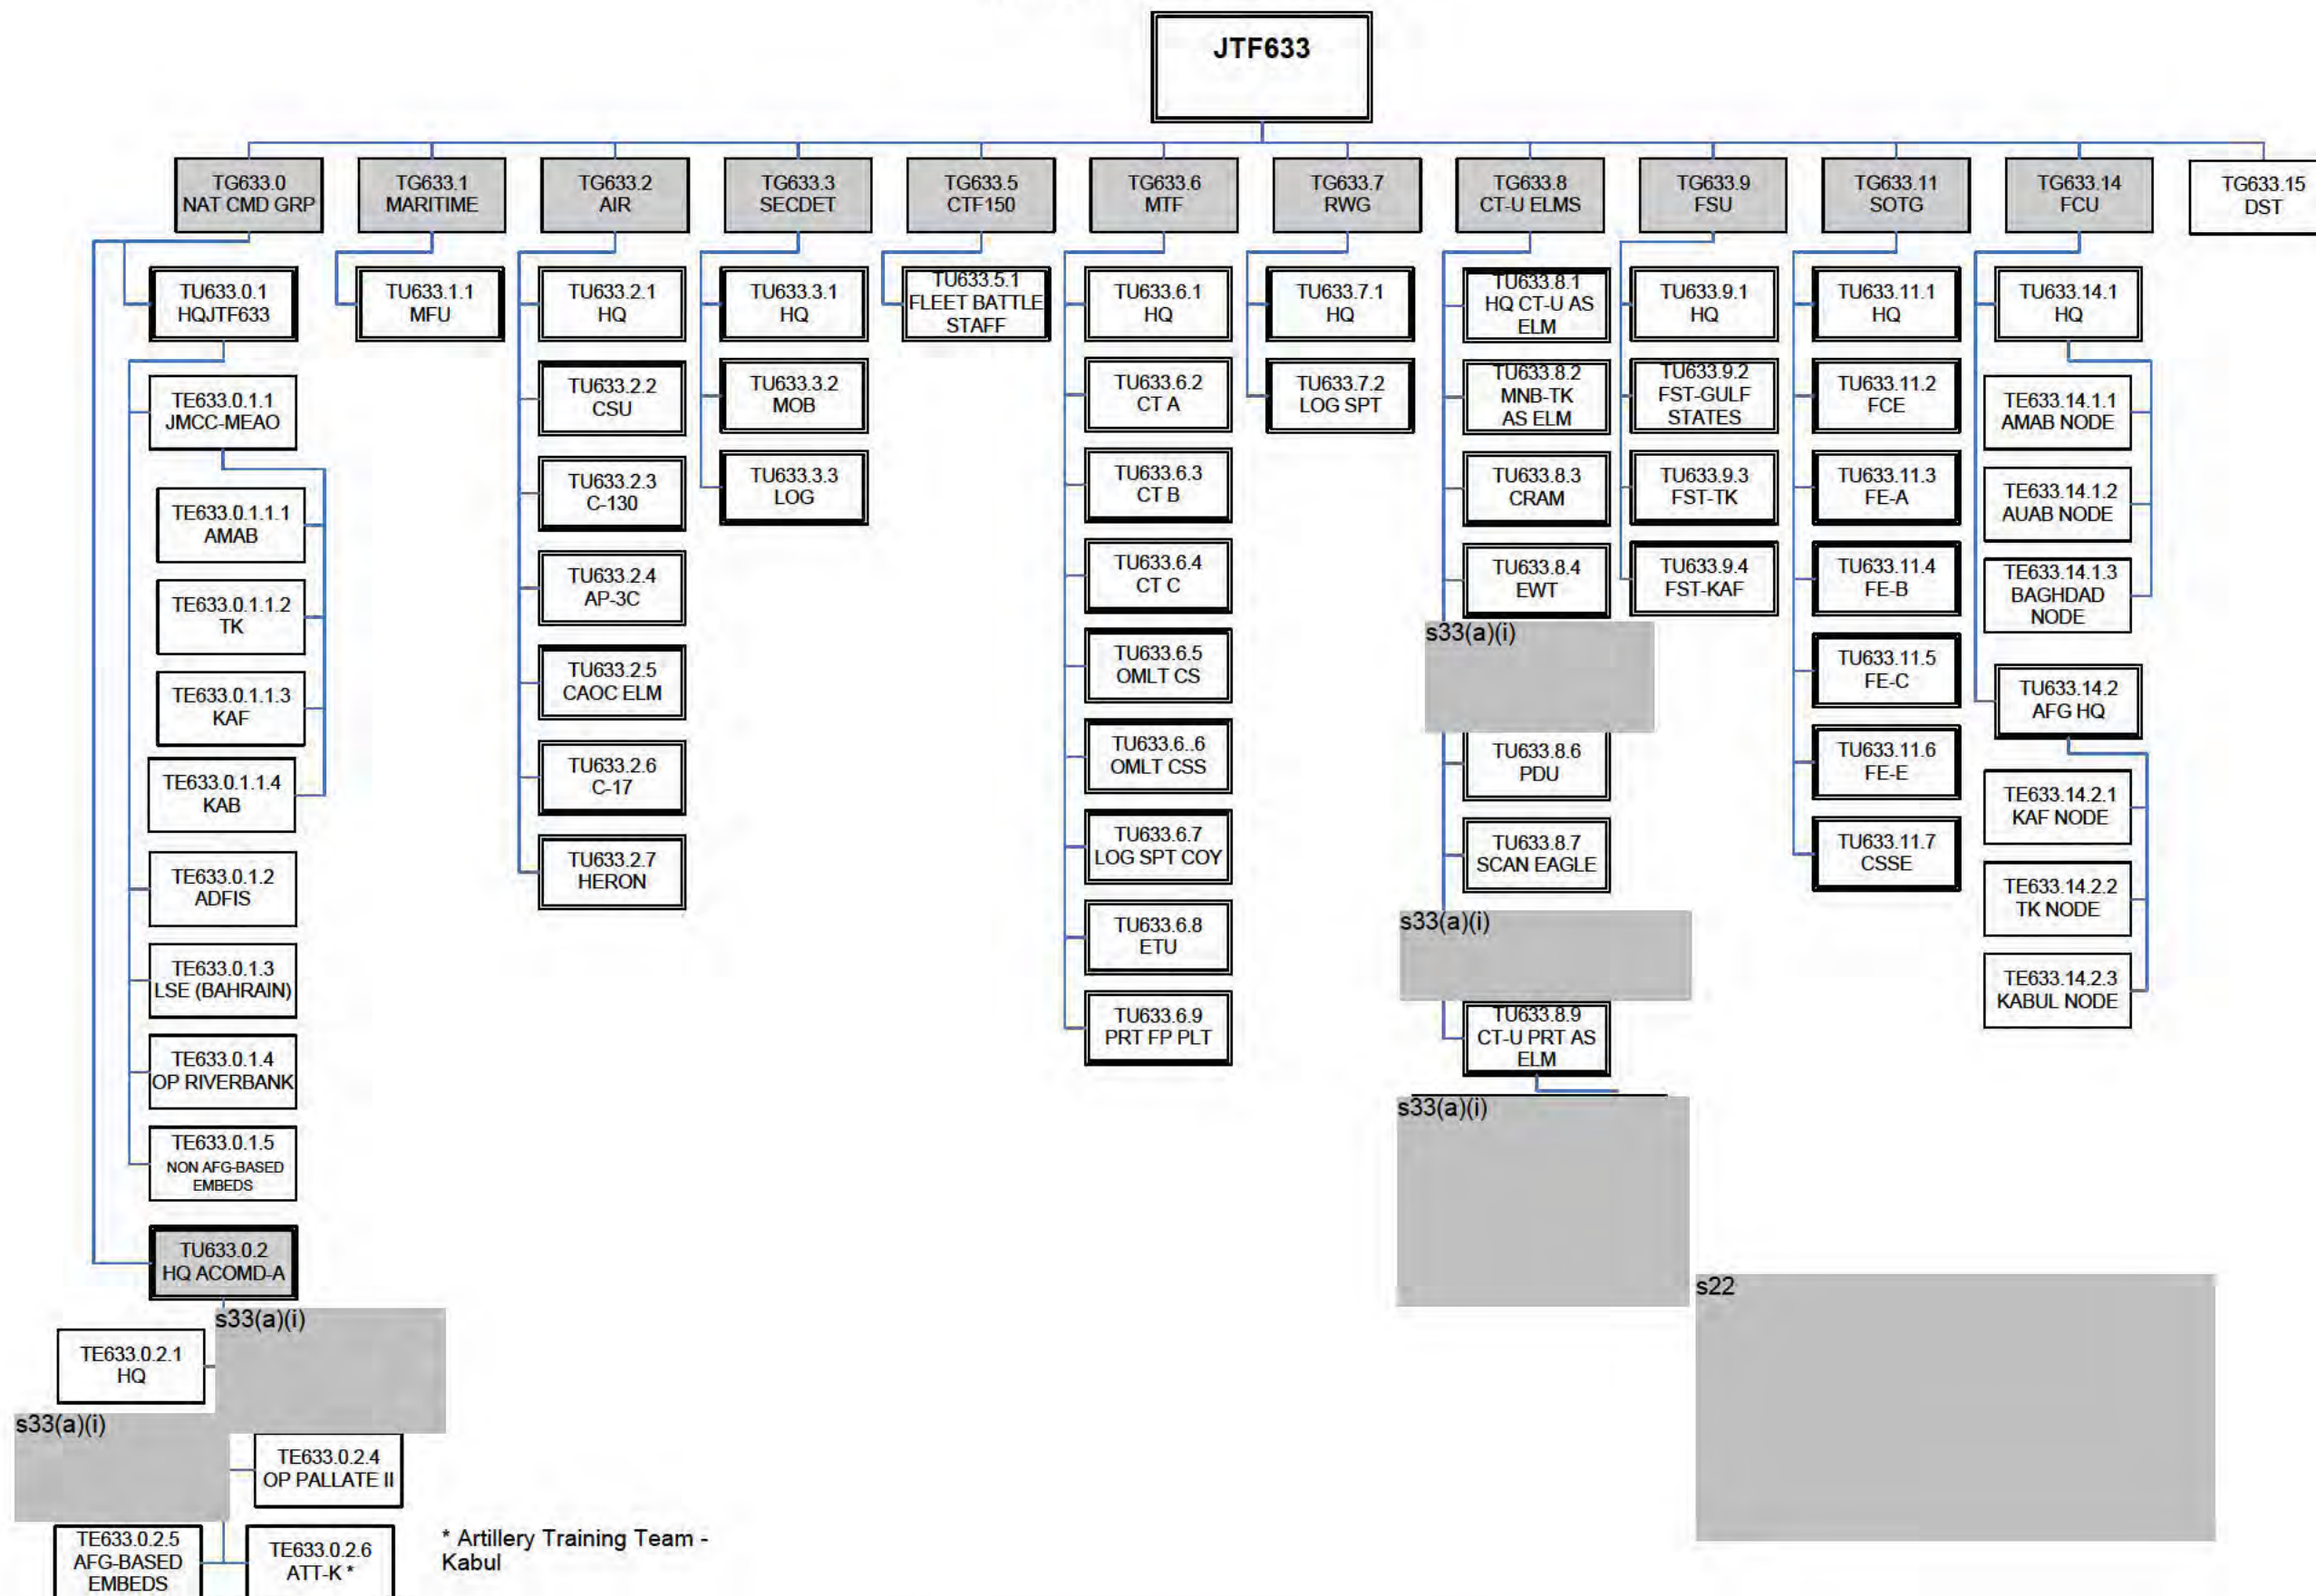 JTF633
TG633.0
NAT CMD GRP
TG633.1
MARITIME
TG633.2
AIR
TG633.3
SECDET
TG633.5
CTF150
TG633.6
MTF
TG633.7
RWG
TG633.8
CT-U ELMS
TG633.9
FSU
TG633.11
SOTG
TG633.14
FCU
TG633.15
DST
TU633.0.1
HQJTF633
TE633.0.1.1
JMCC-MEAO
TE633.0.1.1.1
AMAB
TE633.0.1.1.2
TK
TE633.0.1.1.3
KAF
TE633.0.1.1.4
KAB
TE633.0.1.2
ADFIS
TE633.0.1.3
LSE (BAHRAIN)
TE633.0.1.4
OP RIVERBANK
TE633.0.1.5
NON AFG-BASED
EMBEDS
TU633.0.2
HQ ACOMD-A
s33(a)(i)
TE633.0.2.1
HQ
s33(a)(i)
TE633.0.2.4
OP PALLATE II
TE633.0.2.5
AFG-BASED
EMBEDS
TE633.0.2.6
ATT-K *
* Artillery Training Team -
Kabul
TU633.1.1
MFU
TU633.2.1
HQ
TU633.2.2
CSU
TU633.2.3
C-130
TU633.2.4
AP-3C
TU633.2.5
CAOC ELM
TU633.2.6
C-17
TU633.2.7
HERON
TU633.3.1
HQ
TU633.3.2
MOB
TU633.3.3
LOG
TU633.5.1
FLEET BATTLE
STAFF
TU633.6.1
HQ
TU633.6.2
CT A
TU633.6.3
CT B
TU633.6.4
CT C
TU633.6.5
OMLT CS
TU633.6..6
OMLT CSS
TU633.6.7
LOG SPT COY
TU633.6.8
ETU
TU633.6.9
PRT FP PLT
TU633.7.1
HQ
TU633.7.2
LOG SPT
TU633.8.1
HQ CT-U AS
ELM
TU633.8.2
MNB-TK
AS ELM
TU633.8.3
CRAM
TU633.8.4
EWT
s33(a)(i)
TU633.8.6
PDU
TU633.8.7
SCAN EAGLE
s33(a)(i)
TU633.8.9
CT-U PRT AS
ELM
s33(a)(i)
TU633.9.1
HQ
TU633.9.2
FST-GULF
STATES
TU633.9.3
FST-TK
TU633.9.4
FST-KAF
TU633.11.1
HQ
TU633.11.2
FCE
TU633.11.3
FE-A
TU633.11.4
FE-B
TU633.11.5
FE-C
TU633.11.6
FE-E
TU633.11.7
CSSE
TU633.14.1
HQ
TE633.14.1.1
AMAB NODE
TE633.14.1.2
AUAB NODE
TE633.14.1.3
BAGHDAD
NODE
TU633.14.2
AFG HQ
TE633.14.2.1
KAF NODE
TE633.14.2.2
TK NODE
TE633.14.2.3
KABUL NODE
s22